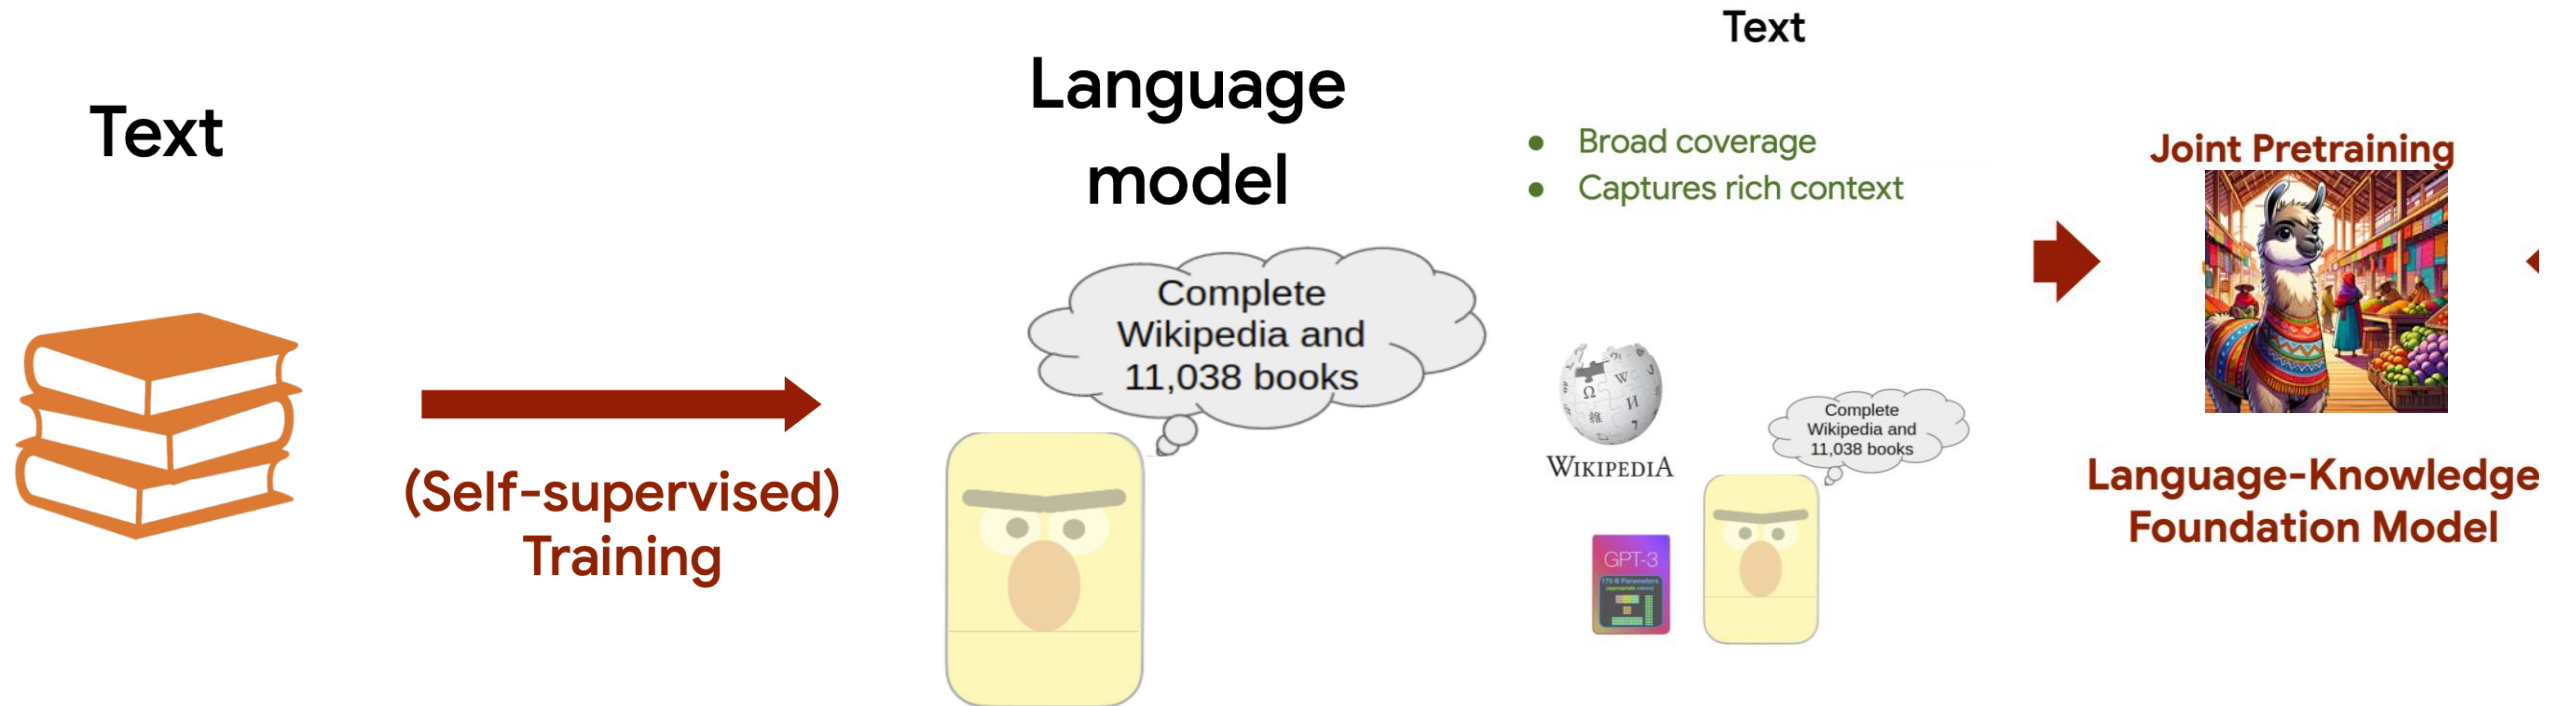 Text
(Self-supervised)
Training
Language
model
Complete
Wikipedia and
11,038 books
Text
● Broad coverage
● Captures rich context
WIKIPEDIA
Complete
Wikipedia and
11,038 books
GPT-3
Joint Pretraining
Language-Knowledge
Foundation Model